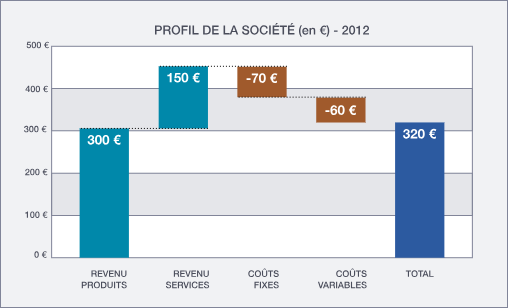 PROFIL DE LA SOCIÉTÉ (en €) - 2012
500 €
400 €
300 €
200 €
100 €
0 €
300 €
150 €
-70 €
-60 €
320 €
REVENU
PRODUITS
REVENU
SERVICES
COÛTS
FIXES
COÛTS
VARIABLES
TOTAL